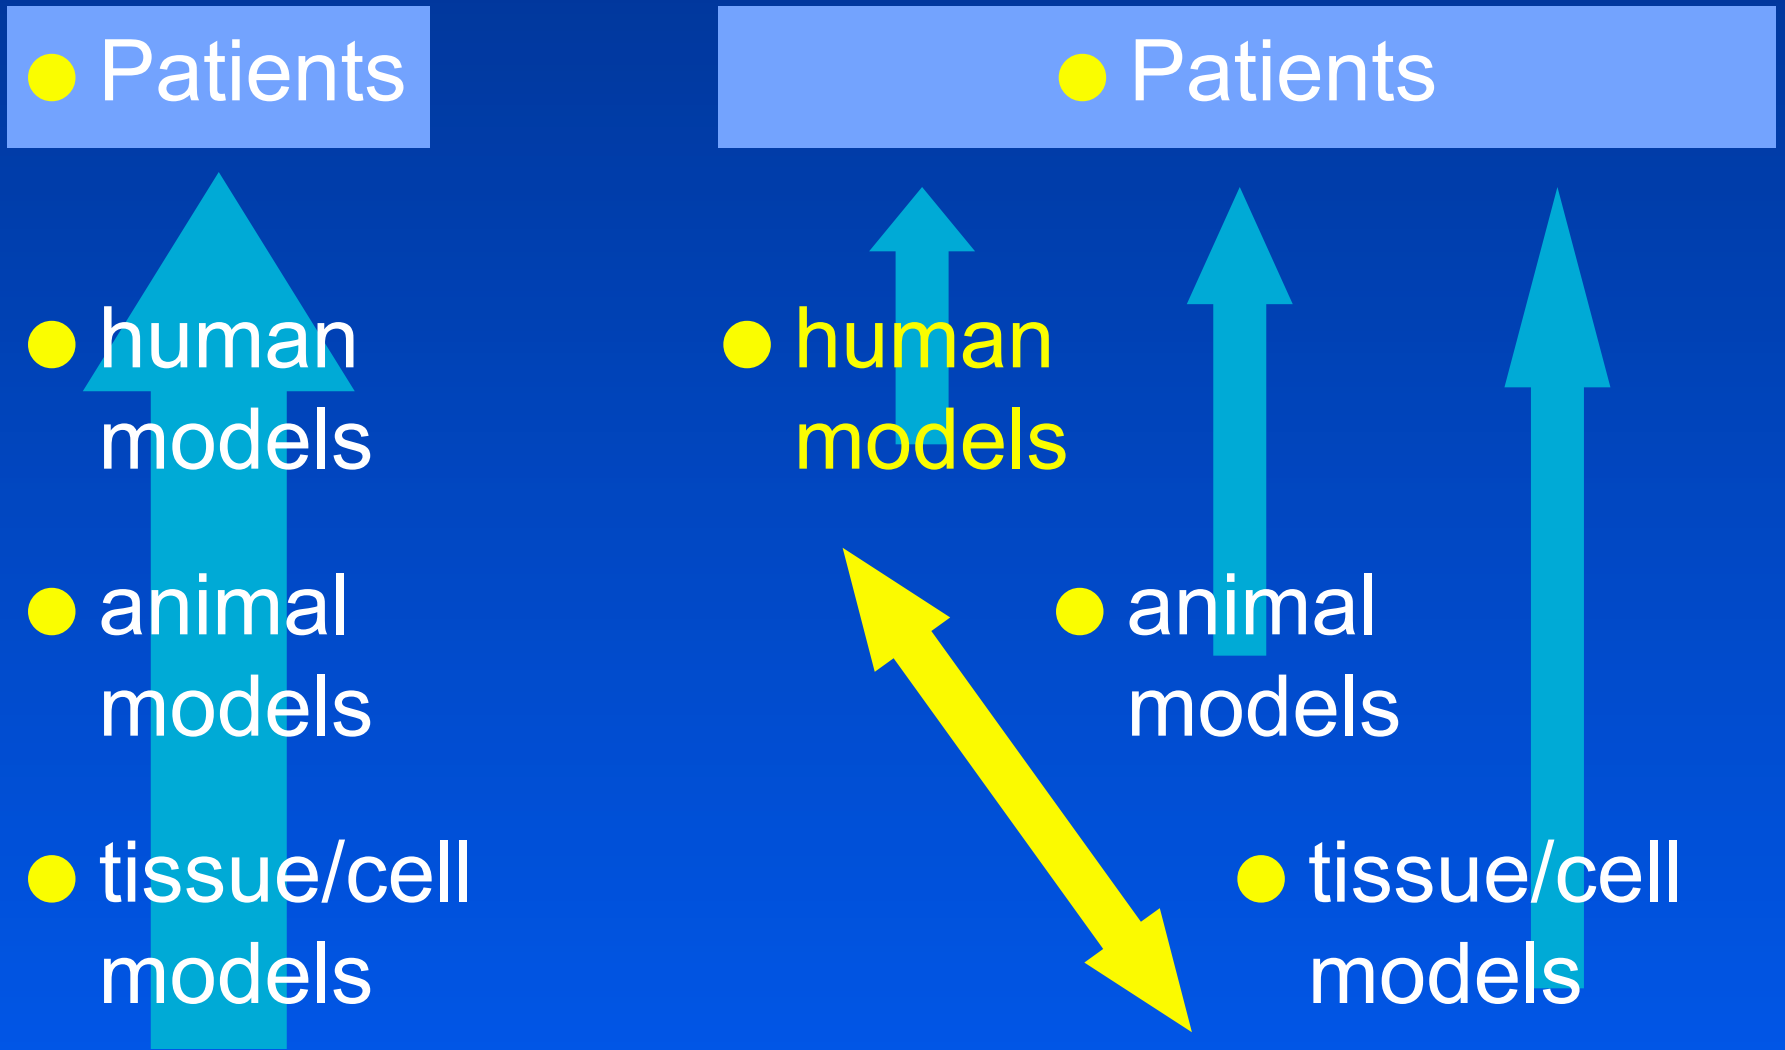 ● Patients
● human
models
● animal
models
● tissue/cell
models
● Patients
● human
models
● animal
models
● tissue/cell
models